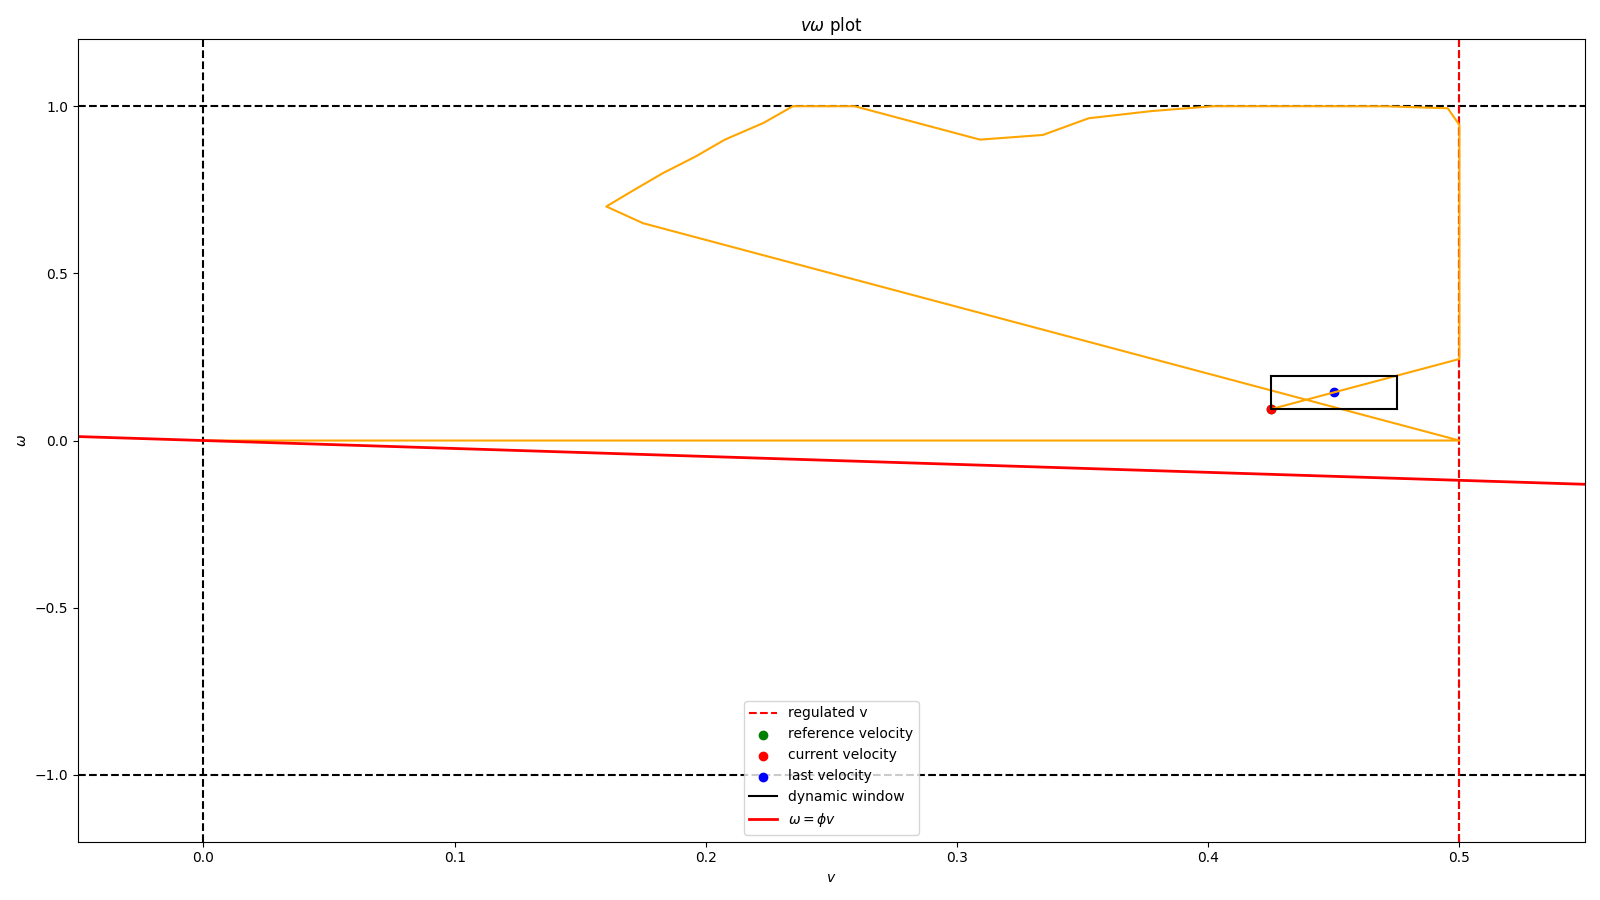 vω plot
ω
1.0
0.5
0.0
−0.5
−1.0
regulated v
reference velocity
current velocity
last velocity
dynamic window
ω = ϕv
0.0 0.1 0.2 0.3 0.4 0.5
v